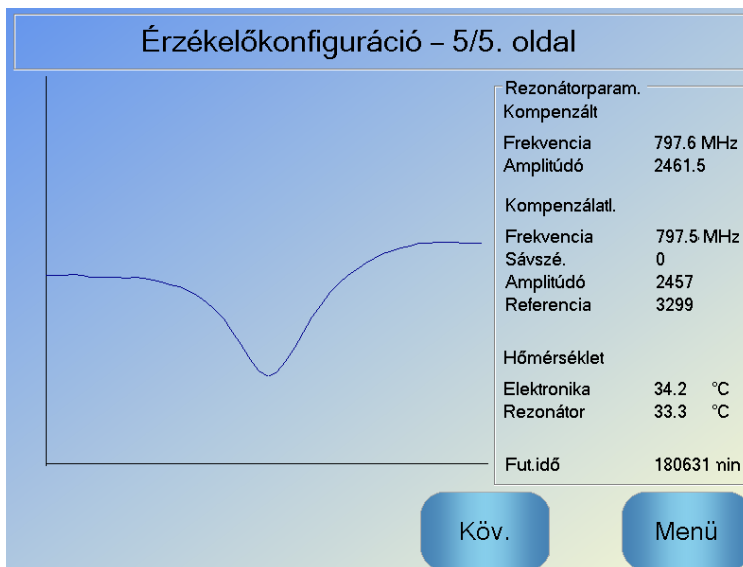 Érzékelőkonfiguráció – 5/5. oldal
Rezonátorparam.
Kompenzált
Frekvencia 797.6 MHz
Amplitúdó 2461.5
Kompenzálatl.
Frekvencia 797.5 MHz
Sávszé. 0
Amplitúdó 2457
Referencia 3299
Hőmérséklet
Elektronika 34.2 °C
Rezonátor 33.3 °C
Fut.idő 180631 min
Köv. Menü